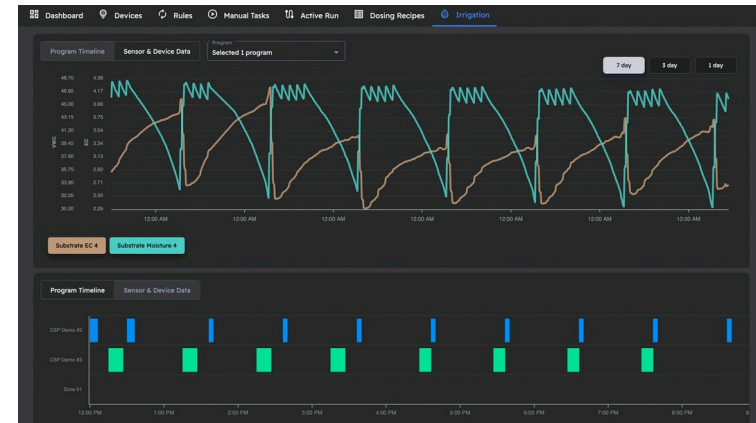 Dashboard Devices Rules Manual Tasks Active Run Dosing Recipes Irrigation
Program Timeline Sensor & Device Data Program
Selected 1 program
7 day 3 day 1 day
48.70 4.38
46.85 4.17
45.00 3.96
43.15 3.75
41.30 3.54
39.45 3.34
37.60 3.13
35.75 2.92
33.90 2.71
32.05 2.50
30.20 2.29
VWC
EC
12:00 AM 12:00 AM 12:00 AM 12:00 AM 12:00 AM 12:00 AM 12:00 AM
Substrate EC 4 Substrate Moisture 4
Program Timeline Sensor & Device Data
CSP Demo #2
CSP Demo #3
Zone 01
12:00 PM 1:00 PM 2:00 PM 3:00 PM 4:00 PM 5:00 PM 6:00 PM 7:00 PM 8:00 PM 9